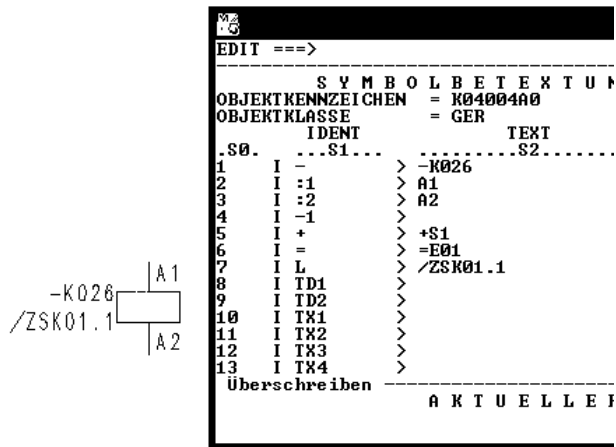 EDIT ===>
S Y M B O L B E T E X T U N
OBJEKTKENNZEICHEN = K04004A0
OBJEKTKLASSE = GER
IDENT TEXT
.S0. ...S1... ........S2........
1 I - > -K026
2 I :1 > A1
3 I :2 > A2
4 I -1 >
5 I + > +S1
6 I = > =E01
7 I L > /ZSK01.1
8 I TD1 >
9 I TD2 >
10 I TX1 >
11 I TX2 >
12 I TX3 >
13 I TX4 >
Überschreiben
A K T U E L L E R
A1
-K026
/ZSK01.1
A2